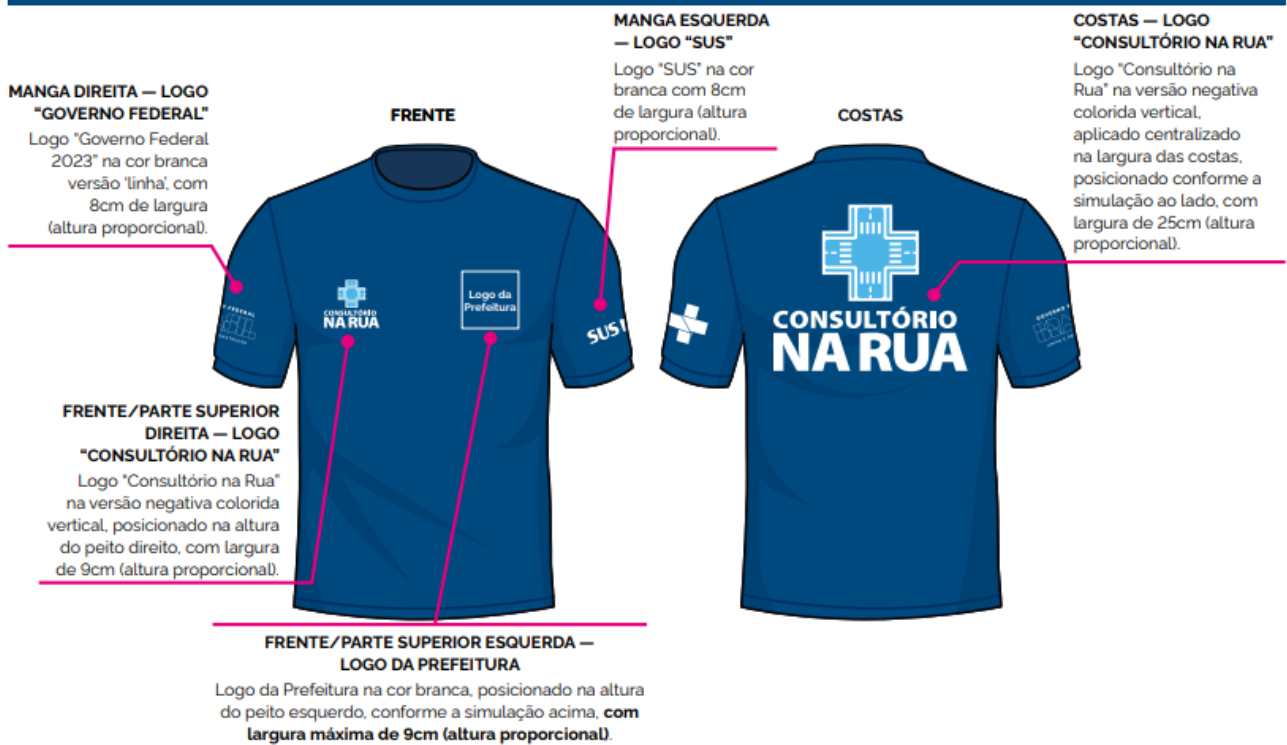 MANGA DIREITA — LOGO
“GOVERNO FEDERAL”
Logo “Governo Federal
2023” na cor branca
versão ‘linha’, com
8cm de largura
(altura proporcional).
FRENTE
MANGA ESQUERDA
— LOGO “SUS”
Logo “SUS” na cor
branca com 8cm
de largura (altura
proporcional).
COSTAS
COSTAS — LOGO
“CONSULTÓRIO NA RUA”
Logo “Consultório na
Rua” na versão negativa
colorida vertical,
aplicado centralizado
na largura das costas,
posicionado conforme a
simulação ao lado, com
largura de 25cm (altura
proporcional).
FEDERAL
CONSULTÓRIO
NA RUA
Logo da
Prefeitura
SUS
CONSULTÓRIO
NA RUA
GOVERNO
FRENTE/PARTE SUPERIOR
DIREITA — LOGO
“CONSULTÓRIO NA RUA”
Logo “Consultório na Rua”
na versão negativa colorida
vertical, posicionado na altura
do peito direito, com largura
de 9cm (altura proporcional).
FRENTE/PARTE SUPERIOR ESQUERDA —
LOGO DA PREFEITURA
Logo da Prefeitura na cor branca, posicionado na altura
do peito esquerdo, conforme a simulação acima, com
largura máxima de 9cm (altura proporcional).